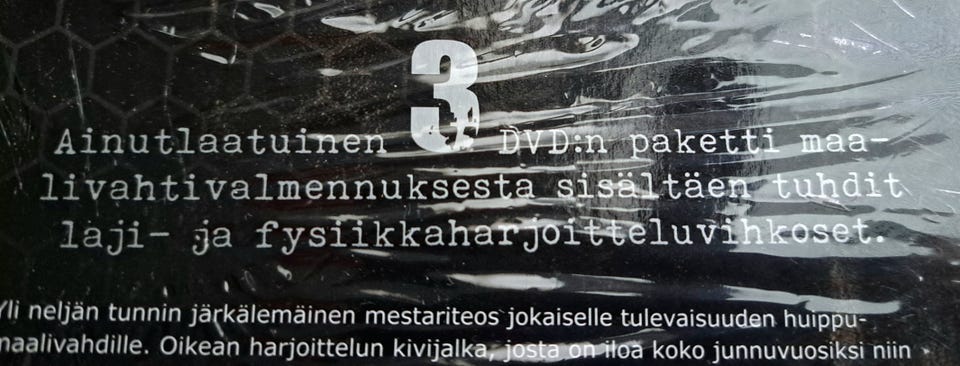 Ainutlaatuinen 3 DVD:n paketti maa-
livahtivalmennuksesta sisältäen tuhdit
laji- ja fysiikkaharjoitteluvihkoset.
Yli neljän tunnin järkälemäinen mestariteos jokaiselle tulevaisuuden huippu-
maalivahdille. Oikean harjoittelun kivijalka, josta on iloa koko junnuvuosiksi niin